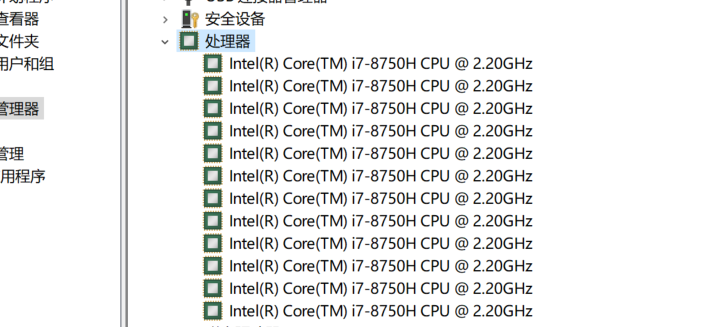 查看器
安全设备
文件夹
处理器
用户和组
Intel(R) Core(TM) i7-8750H CPU @ 2.20GHz
Intel(R) Core(TM) i7-8750H CPU @ 2.20GHz
管理器
Intel(R) Core(TM) i7-8750H CPU @ 2.20GHz
Intel(R) Core(TM) i7-8750H CPU @ 2.20GHz
管理
Intel(R) Core(TM) i7-8750H CPU @ 2.20GHz
用程序
Intel(R) Core(TM) i7-8750H CPU @ 2.20GHz
Intel(R) Core(TM) i7-8750H CPU @ 2.20GHz
Intel(R) Core(TM) i7-8750H CPU @ 2.20GHz
Intel(R) Core(TM) i7-8750H CPU @ 2.20GHz
Intel(R) Core(TM) i7-8750H CPU @ 2.20GHz
Intel(R) Core(TM) i7-8750H CPU @ 2.20GHz
Intel(R) Core(TM) i7-8750H CPU @ 2.20GHz